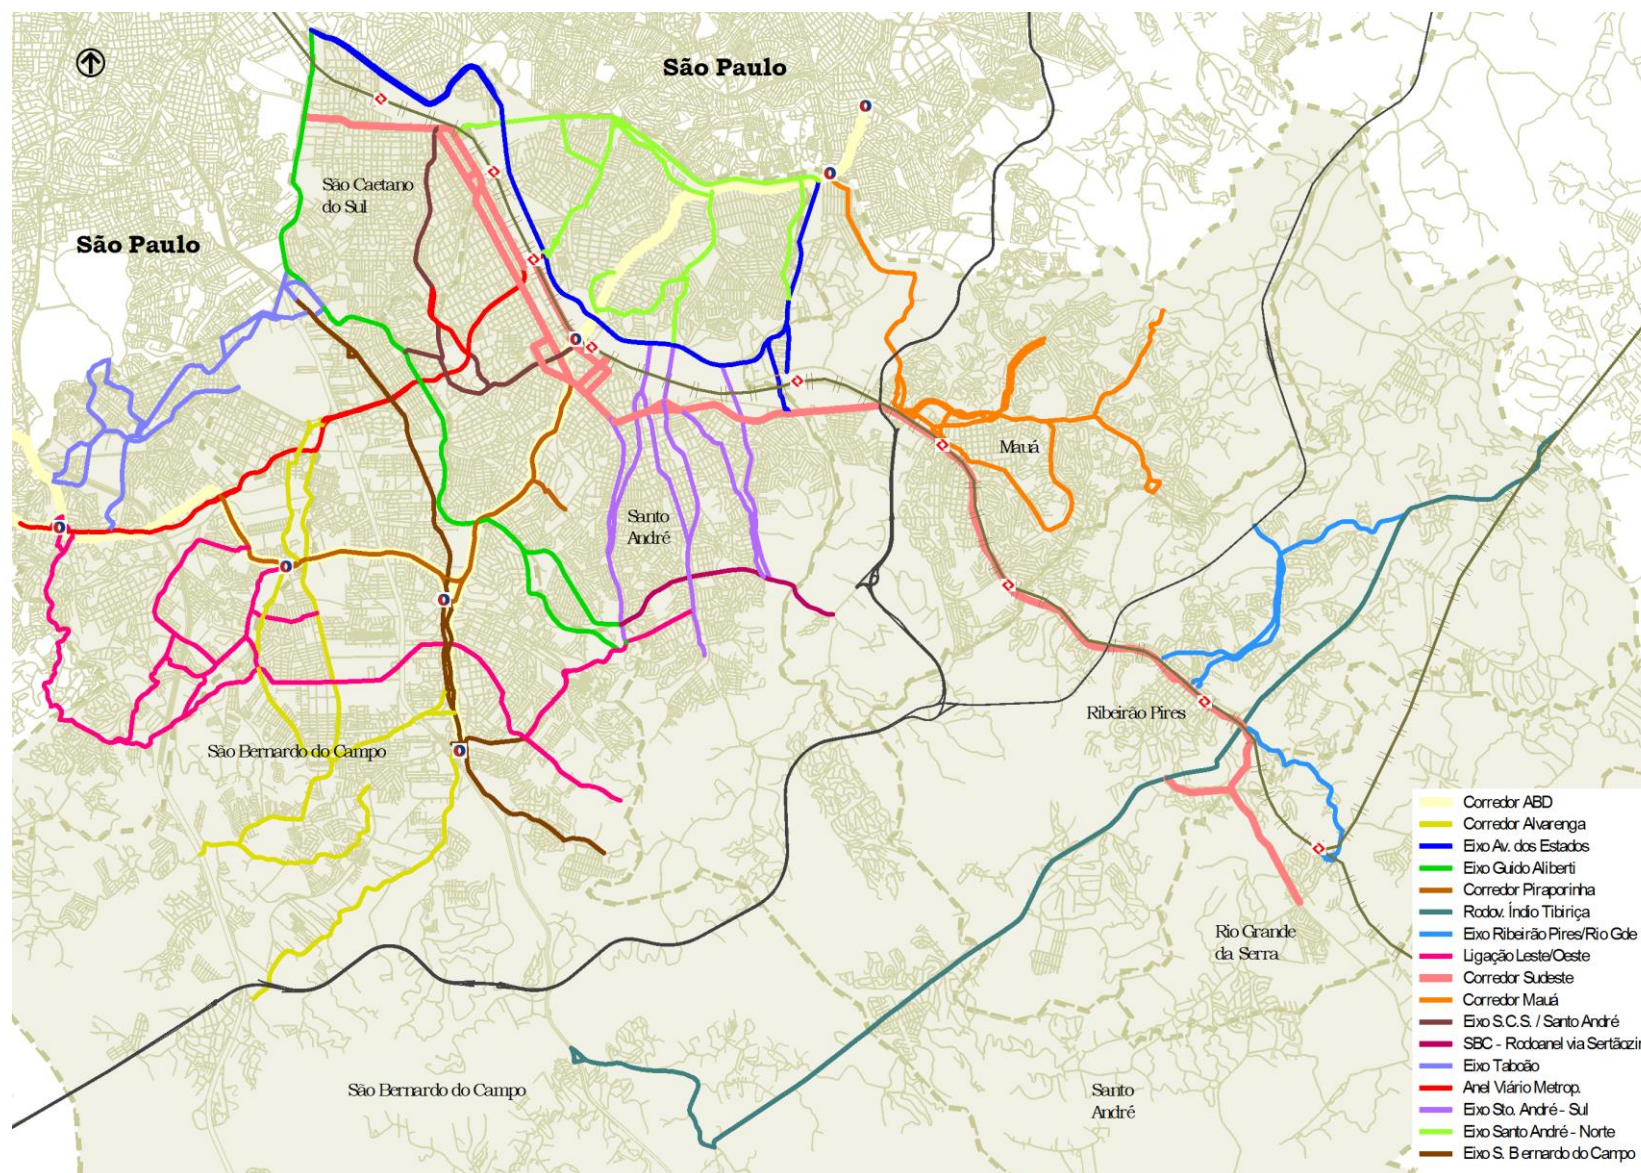 São Paulo
São Caetano
do Sul
São Paulo
Mauá
Santo
André
Ribeirão Pires
São Bernardo do Campo
Rio Grande
da Serra
São Bernardo do Campo
Santo
André
Corredor ABD
Corredor Alvarenga
Eixo Av. dos Estados
Eixo Guido Aliberti
Corredor Piraporinha
Rodov. Índio Tibiriça
Eixo Ribeirão Pires/Rio Gde
Ligação Leste/Oeste
Corredor Sudeste
Corredor Mauá
Eixo S.C.S. / Santo André
SBC - Rodoanel via Sertãozin
Eixo Taboão
Anel Viário Metrop.
Eixo Sto. André - Sul
Eixo Santo André - Norte
Eixo S. Bernardo do Campo